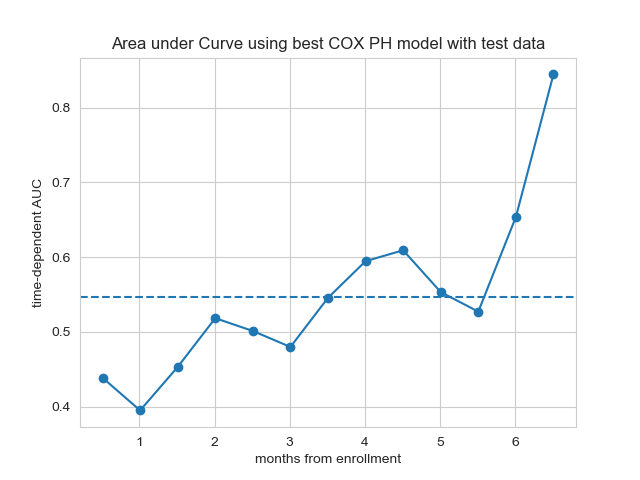 Area under Curve using best COX PH model with test data
time-dependent AUC
0.8
0.7
0.6
0.5
0.4
1 2 3 4 5 6
months from enrollment